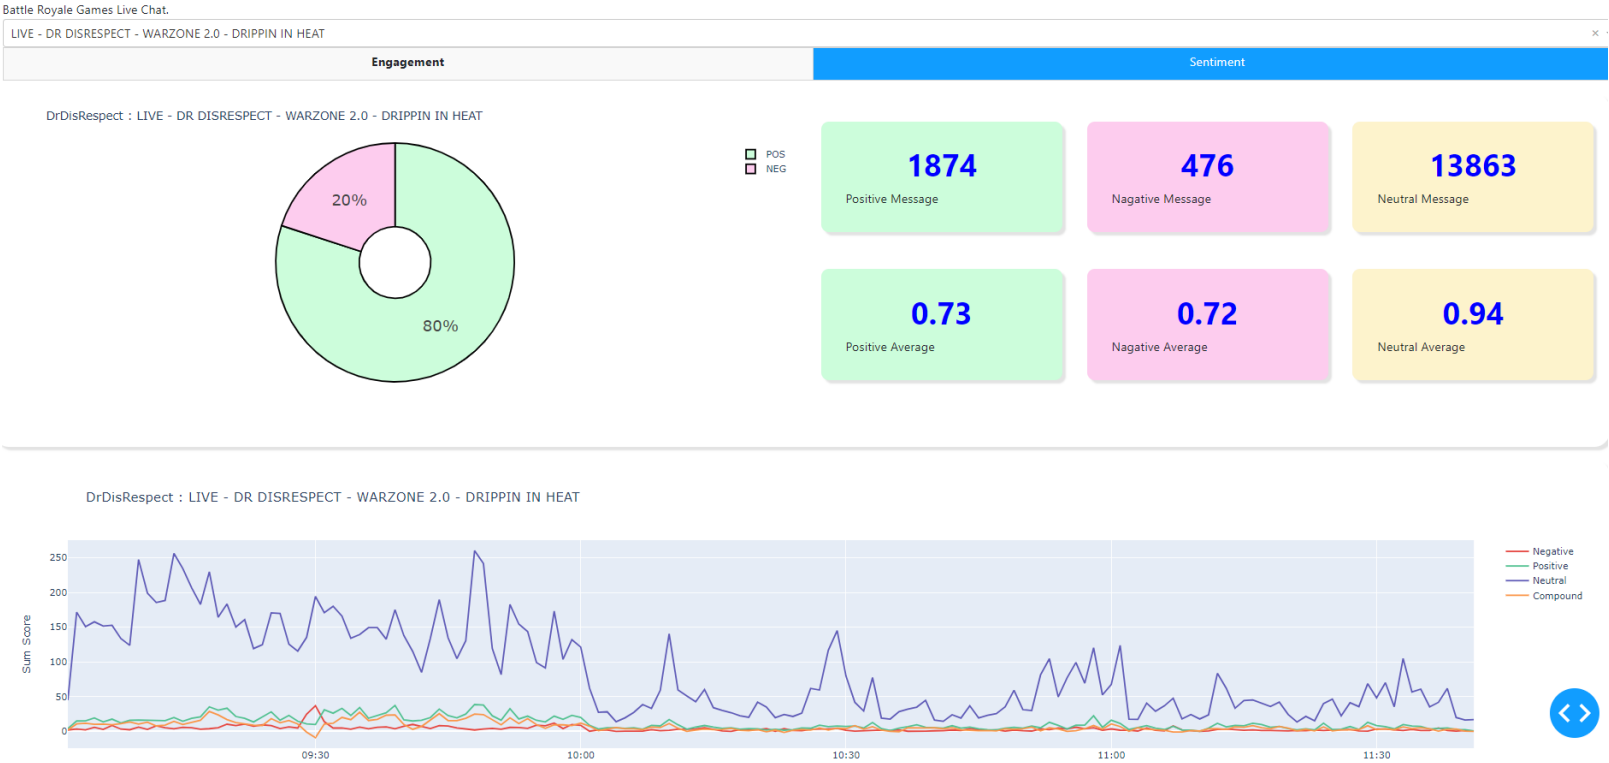 Battle Royale Games Live Chat.
LIVE - DR DISRESPECT - WARZONE 2.0 - DRIPPIN IN HEAT
×
Engagement
Sentiment
DrDisRespect : LIVE - DR DISRESPECT - WARZONE 2.0 - DRIPPIN IN HEAT
POS
NEG
20%
80%
1874
Positive Message
476
Nagative Message
13863
Neutral Message
0.73
Positive Average
0.72
Nagative Average
0.94
Neutral Average
DrDisRespect : LIVE - DR DISRESPECT - WARZONE 2.0 - DRIPPIN IN HEAT
Sum Score
250
200
150
100
50
0
09:30
10:00
10:30
11:00
11:30
Negative
Positive
Neutral
Compound